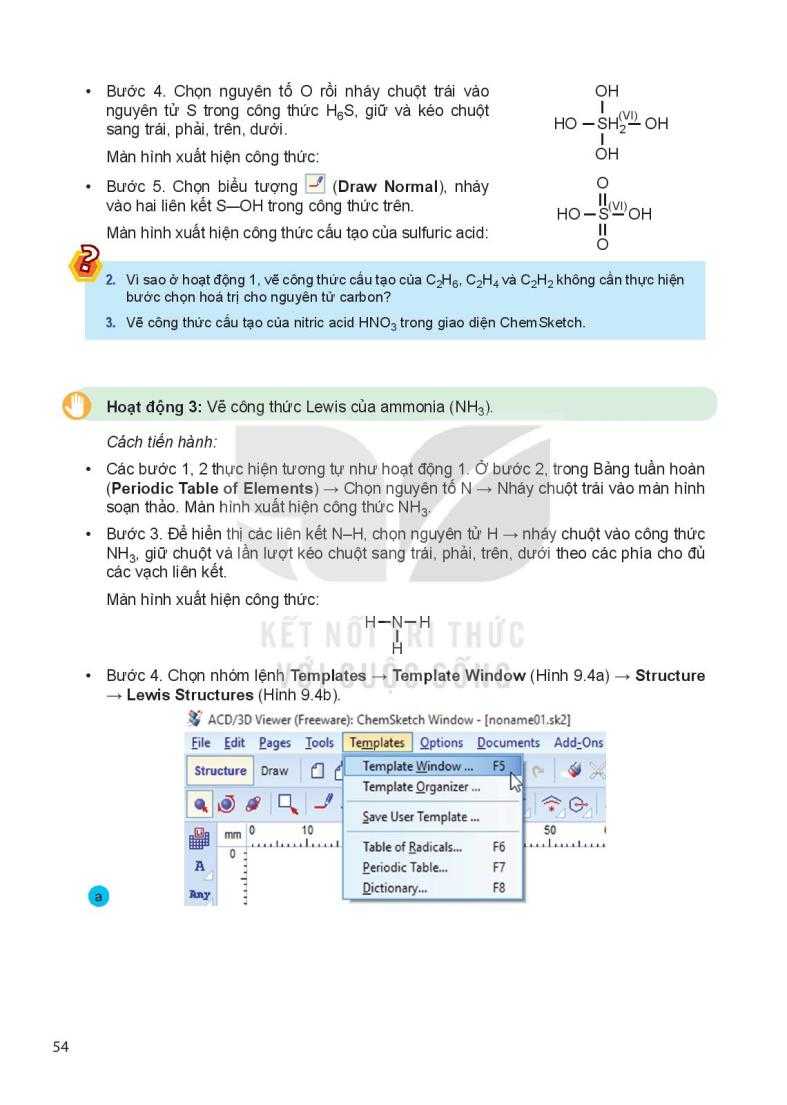 • Bước 4. Chọn nguyên tố O rồi nháy chuột trái vào
nguyên tử S trong công thức H₆S, giữ và kéo chuột
sang trái, phải, trên, dưới.
Màn hình xuất hiện công thức:
OH
HO – SH₂(VI) – OH
OH
• Bước 5. Chọn biểu tượng (Draw Normal), nháy
vào hai liên kết S—OH trong công thức trên.
Màn hình xuất hiện công thức cấu tạo của sulfuric acid:
O
HO – S(VI) – OH
O
?
2. Vì sao ở hoạt động 1, vẽ công thức cấu tạo của C₂H₆, C₂H₄ và C₂H₂ không cần thực hiện
bước chọn hoá trị cho nguyên tử carbon?
3. Vẽ công thức cấu tạo của nitric acid HNO₃ trong giao diện ChemSketch.
Hoạt động 3: Vẽ công thức Lewis của ammonia (NH₃).
Cách tiến hành:
• Các bước 1, 2 thực hiện tương tự như hoạt động 1. Ở bước 2, trong Bảng tuần hoàn
(Periodic Table of Elements) → Chọn nguyên tố N → Nháy chuột trái vào màn hình
soạn thảo. Màn hình xuất hiện công thức NH₃.
• Bước 3. Để hiển thị các liên kết N–H, chọn nguyên tử H → nháy chuột vào công thức
NH₃, giữ chuột và lần lượt kéo chuột sang trái, phải, trên, dưới theo các phía cho đủ
các vạch liên kết.
Màn hình xuất hiện công thức:
H–N–H
H
KẾT NỐI TRI THỨC
VỚI CUỘC SỐNG
• Bước 4. Chọn nhóm lệnh Templates → Template Window (Hình 9.4a) → Structure
→ Lewis Structures (Hình 9.4b).
ACD/3D Viewer (Freeware): ChemSketch Window - [noname01.sk2]
File Edit Pages Tools Templates Options Documents Add-Ons
Structure Draw
Template Window ... F5
Template Organizer ...
Save User Template ...
Table of Radicals... F6
Periodic Table... F7
Dictionary... F8
mm 0 10 50
0
A
Any
a
54